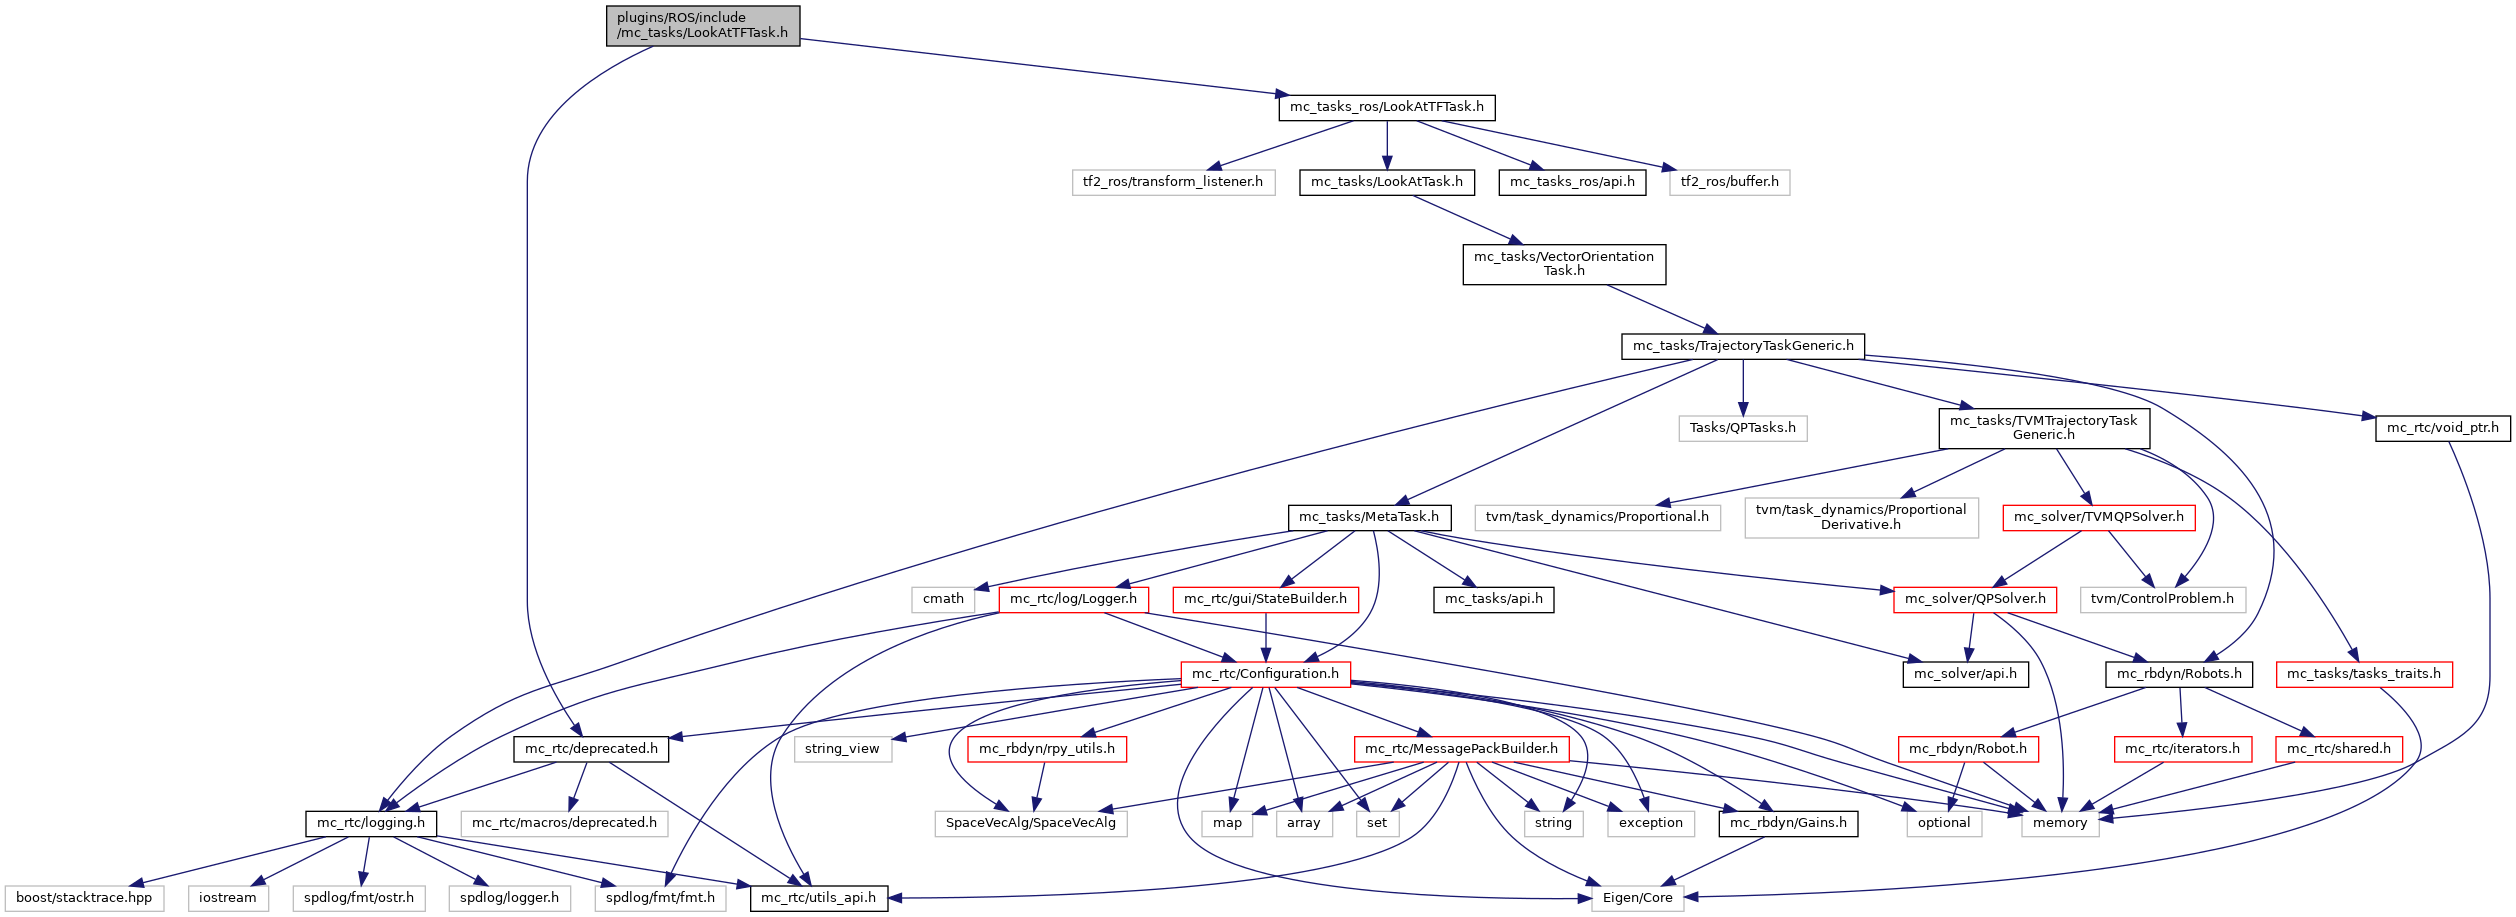 plugins/ROS/include
/mc_tasks/LookAtTFTask.h
mc_tasks_ros/LookAtTFTask.h
tf2_ros/transform_listener.h
mc_tasks/LookAtTask.h
mc_tasks_ros/api.h
tf2_ros/buffer.h
mc_tasks/VectorOrientation
Task.h
mc_tasks/TrajectoryTaskGeneric.h
Tasks/QPTasks.h
mc_tasks/TVMTrajectoryTask
Generic.h
mc_rtc/void_ptr.h
mc_tasks/MetaTask.h
tvm/task_dynamics/Proportional.h
tvm/task_dynamics/Proportional
Derivative.h
mc_solver/TVMQPSolver.h
cmath
mc_rtc/log/Logger.h
mc_rtc/gui/StateBuilder.h
mc_tasks/api.h
mc_solver/QPSolver.h
tvm/ControlProblem.h
mc_rtc/Configuration.h
mc_solver/api.h
mc_rbdyn/Robots.h
mc_tasks/tasks_traits.h
mc_rtc/deprecated.h
string_view
mc_rbdyn/rpy_utils.h
mc_rtc/MessagePackBuilder.h
mc_rbdyn/Robot.h
mc_rtc/iterators.h
mc_rtc/shared.h
mc_rtc/logging.h
mc_rtc/macros/deprecated.h
SpaceVecAlg/SpaceVecAlg
map
array
set
string
exception
mc_rbdyn/Gains.h
optional
memory
boost/stacktrace.hpp
iostream
spdlog/fmt/ostr.h
spdlog/logger.h
spdlog/fmt/fmt.h
mc_rtc/utils_api.h
Eigen/Core